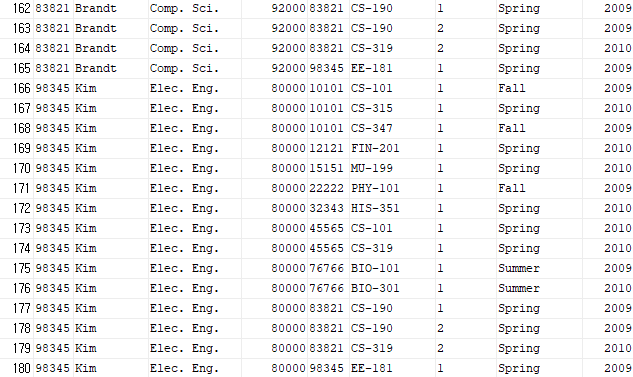 162 83821 Brandt Comp. Sci. 92000 83821 CS-190 1 Spring 2009
163 83821 Brandt Comp. Sci. 92000 83821 CS-190 2 Spring 2009
164 83821 Brandt Comp. Sci. 92000 83821 CS-319 2 Spring 2010
165 83821 Brandt Comp. Sci. 92000 98345 EE-181 1 Spring 2009
166 98345 Kim Elec. Eng. 80000 10101 CS-101 1 Fall 2009
167 98345 Kim Elec. Eng. 80000 10101 CS-315 1 Spring 2010
168 98345 Kim Elec. Eng. 80000 10101 CS-347 1 Fall 2009
169 98345 Kim Elec. Eng. 80000 12121 FIN-201 1 Spring 2010
170 98345 Kim Elec. Eng. 80000 15151 MU-199 1 Spring 2010
171 98345 Kim Elec. Eng. 80000 22222 PHY-101 1 Fall 2009
172 98345 Kim Elec. Eng. 80000 32343 HIS-351 1 Spring 2010
173 98345 Kim Elec. Eng. 80000 45565 CS-101 1 Spring 2010
174 98345 Kim Elec. Eng. 80000 45565 CS-319 1 Spring 2010
175 98345 Kim Elec. Eng. 80000 76766 BIO-101 1 Summer 2009
176 98345 Kim Elec. Eng. 80000 76766 BIO-301 1 Summer 2010
177 98345 Kim Elec. Eng. 80000 83821 CS-190 1 Spring 2009
178 98345 Kim Elec. Eng. 80000 83821 CS-190 2 Spring 2009
179 98345 Kim Elec. Eng. 80000 83821 CS-319 2 Spring 2010
180 98345 Kim Elec. Eng. 80000 98345 EE-181 1 Spring 2009